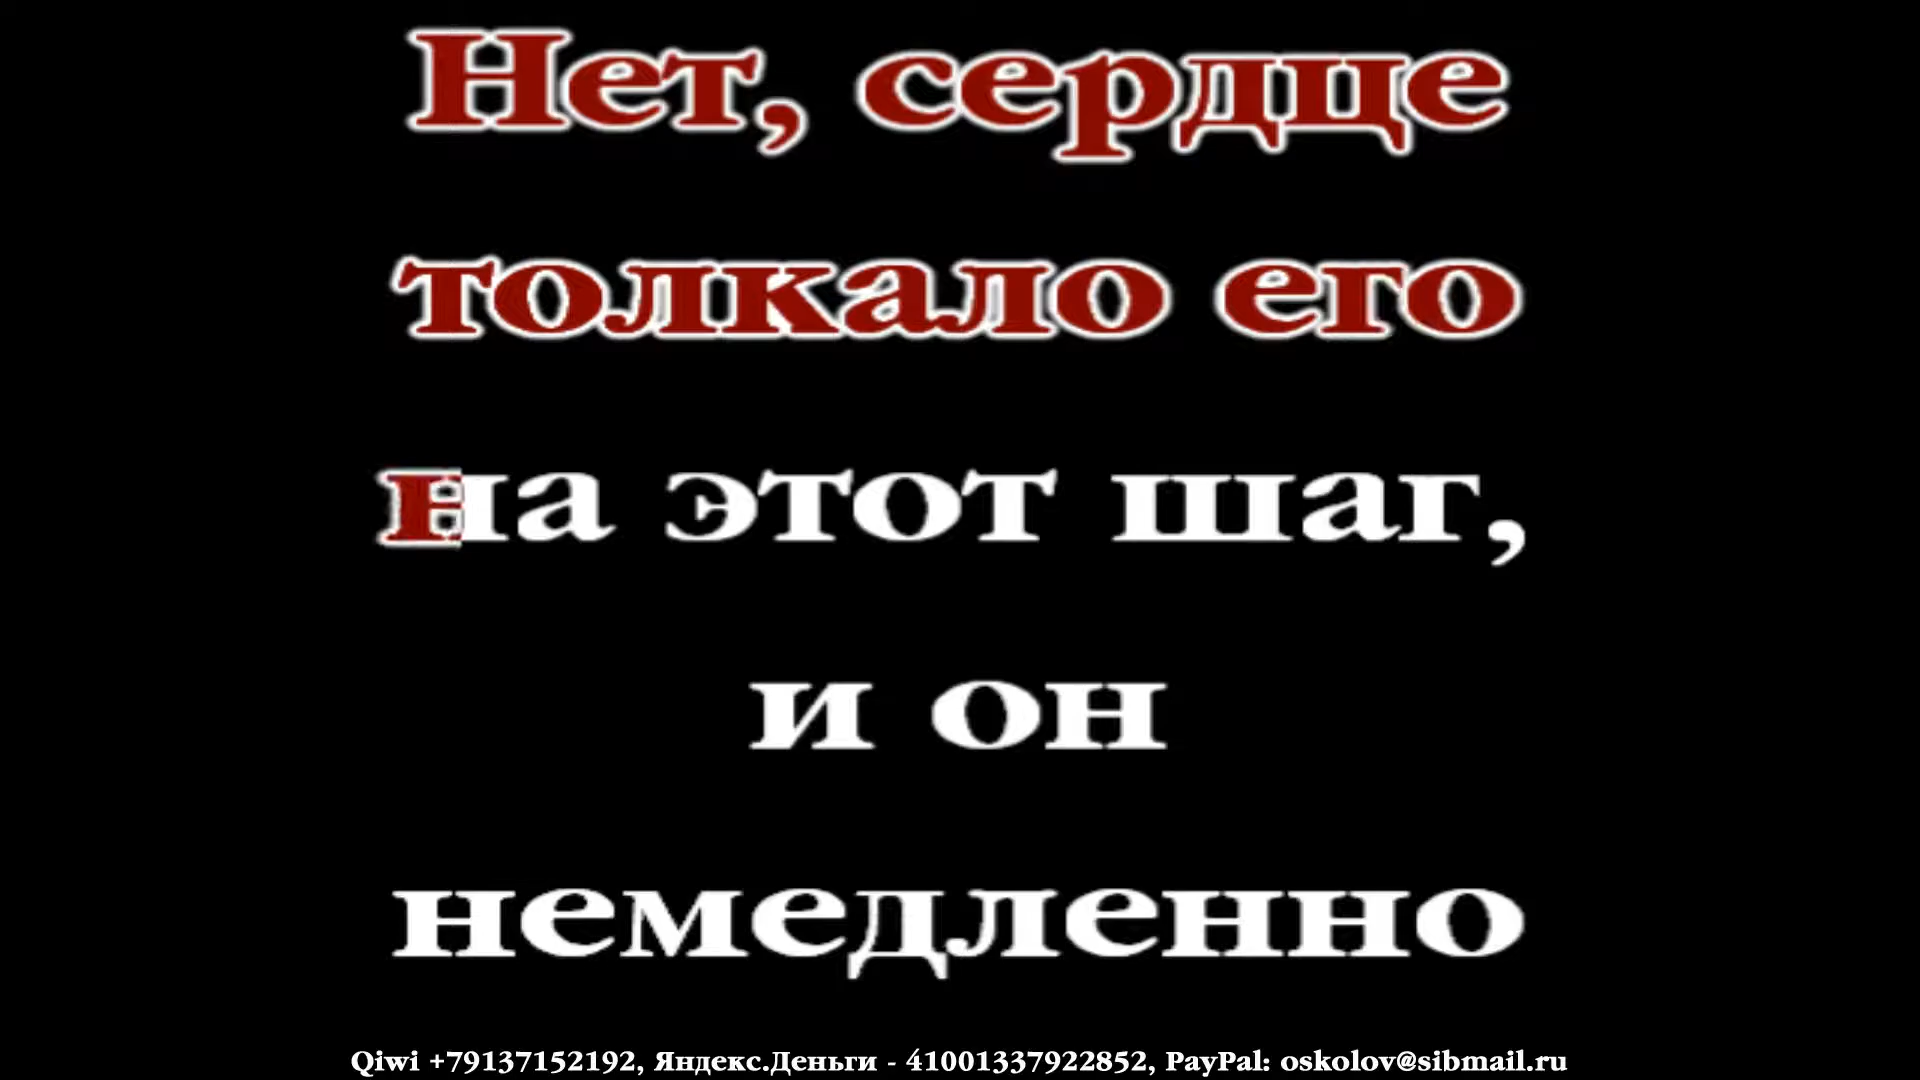 Нет, сердце
толкало его
на этот шаг,
и он
немедленно
Qiwi +79137152192, Яндекс.Деньги - 41001337922852, PayPal: oskolov@sibmail.ru